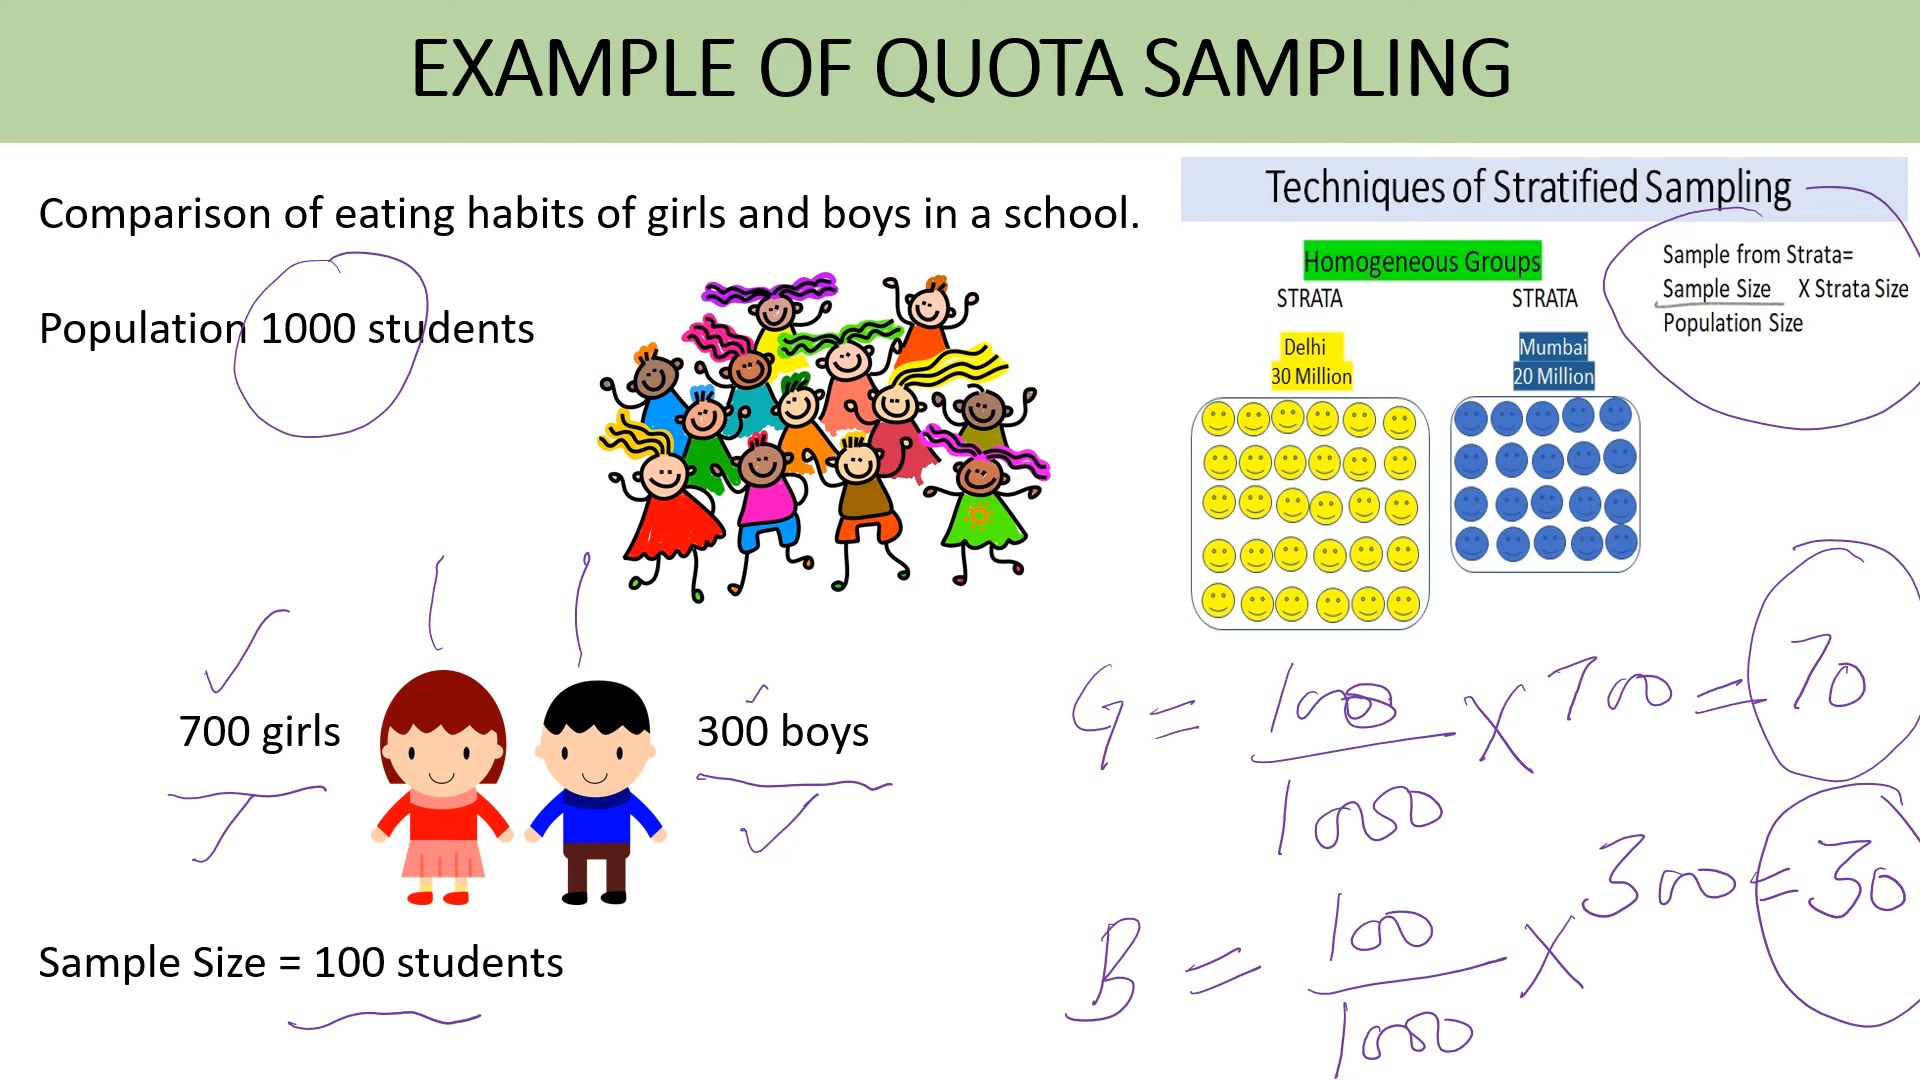 EXAMPLE OF QUOTA SAMPLING
Comparison of eating habits of girls and boys in a school.
Population 1000 students
700 girls
300 boys
Sample Size = 100 students
Techniques of Stratified Sampling
Homogeneous Groups
STRATA
STRATA
Delhi
30 Million
Mumbai
20 Million
Sample from Strata=
Sample Size X Strata Size
Population Size
G = 100 X 700 = 70
1000
B = 100 X 300 = 30
1000